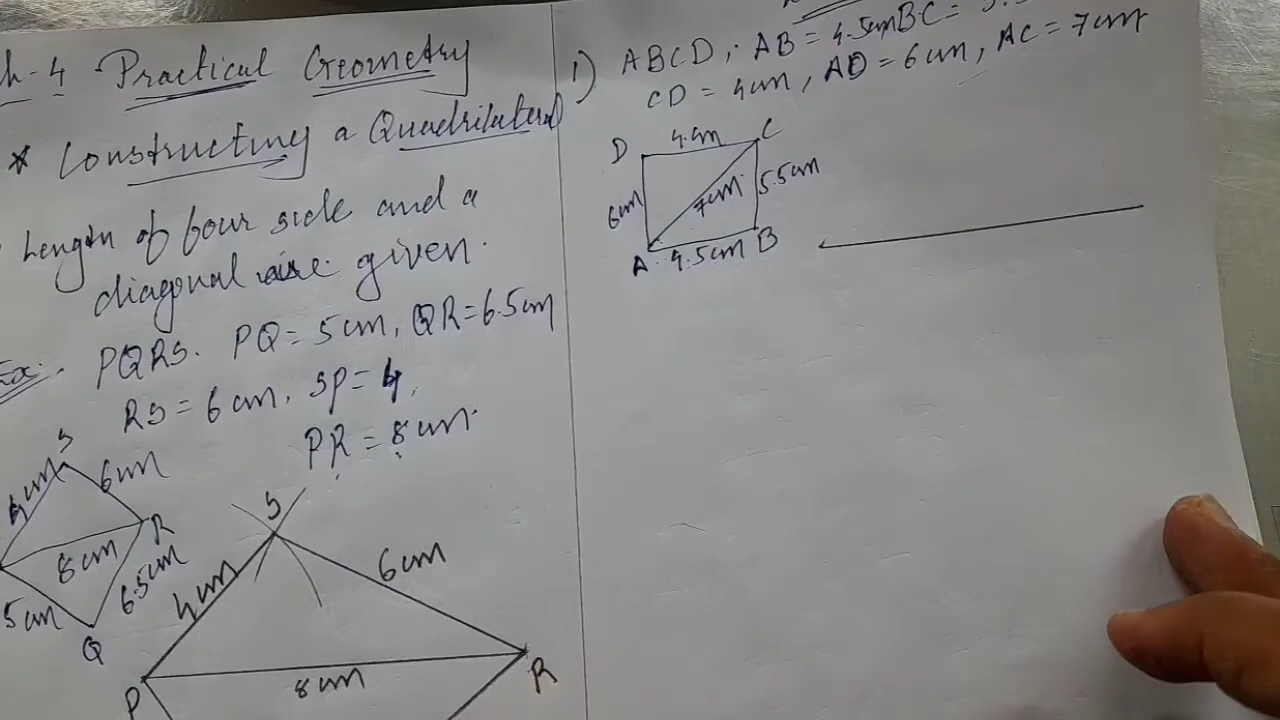 Practical Geometry
* Constructing a Quadrilateral
Length of four side and a
diagonal are given.
Ex. PQRS. PQ = 5cm, QR = 6.5cm
RS = 6cm, SP = 4,
PR = 8cm.
S
4cm
6cm
R
8cm
5cm
6.5cm
Q
S
4cm
6cm
P
8cm
R
1) ABCD, AB = 4.5cm BC =
CD = 4cm, AD = 6cm, AC = 7cm
D
4cm
C
6cm
7cm
5.5cm
A
4.5cm
B